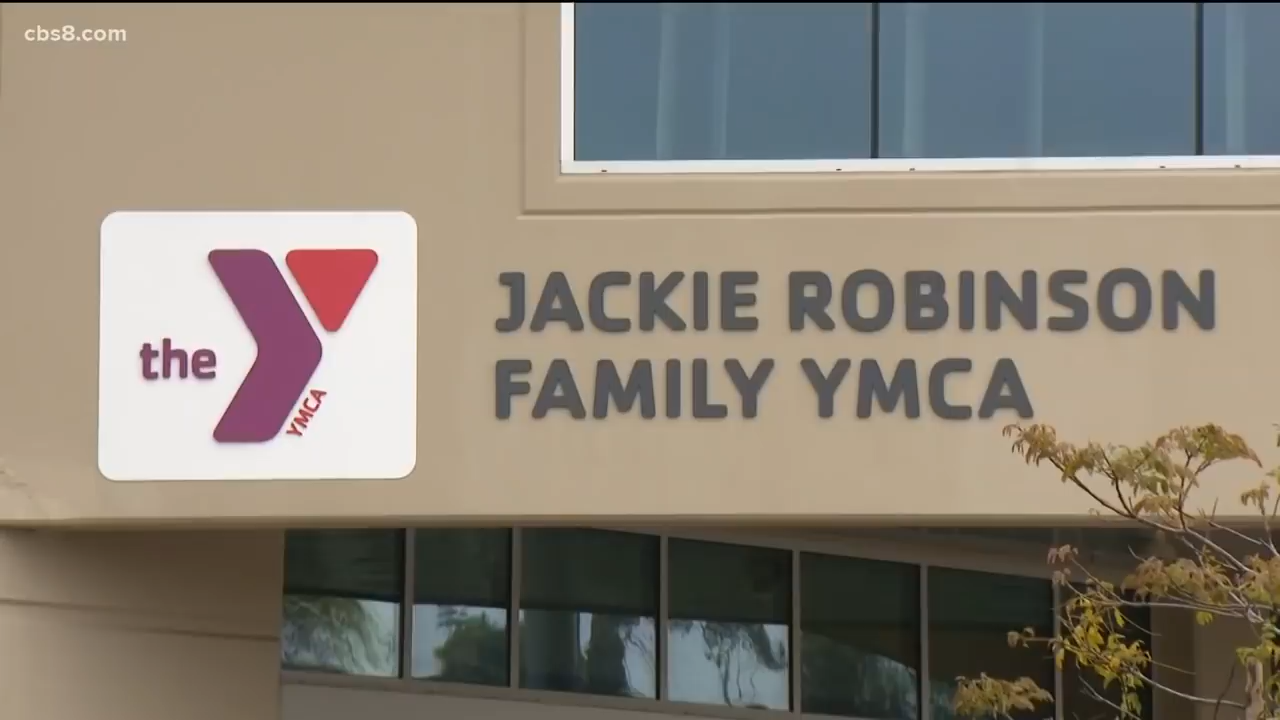 cbs8.com
the
YMCA
JACKIE ROBINSON
FAMILY YMCA